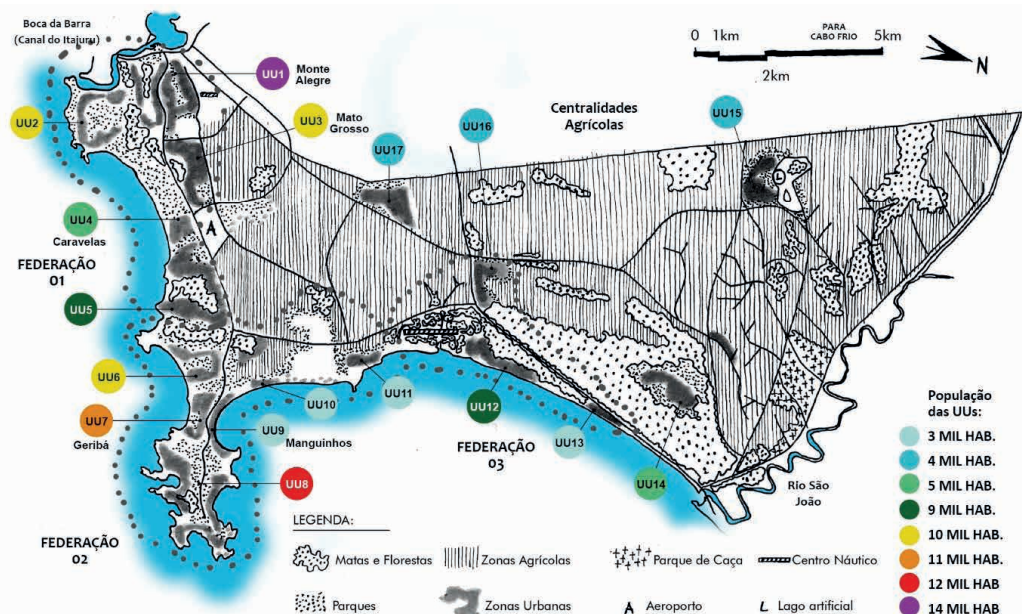 Boca da Barra
(Canal do Itajuru)
UU1
Monte
Alegre
UU2
UU3
Mato
Grosso
UU16
UU17
Centralidades
Agrícolas
UU15
0 1km
PARA
CABO FRIO
5km
2km
N
UU4
Caravelas
A
L
FEDERAÇÃO
01
UU5
UU6
UU7
Geribá
UU9
Manguinhos
UU10
UU11
UU12
FEDERAÇÃO
03
UU13
UU14
UU8
FEDERAÇÃO
02
Rio São
João
População
das UUs:
3 MIL HAB.
4 MIL HAB.
5 MIL HAB.
9 MIL HAB.
10 MIL HAB.
11 MIL HAB.
12 MIL HAB
14 MIL HAB
LEGENDA:
Matas e Florestas
Zonas Agrícolas
Parque de Caça
Centro Náutico
Parques
Zonas Urbanas
A Aeroporto
L Lago artificial